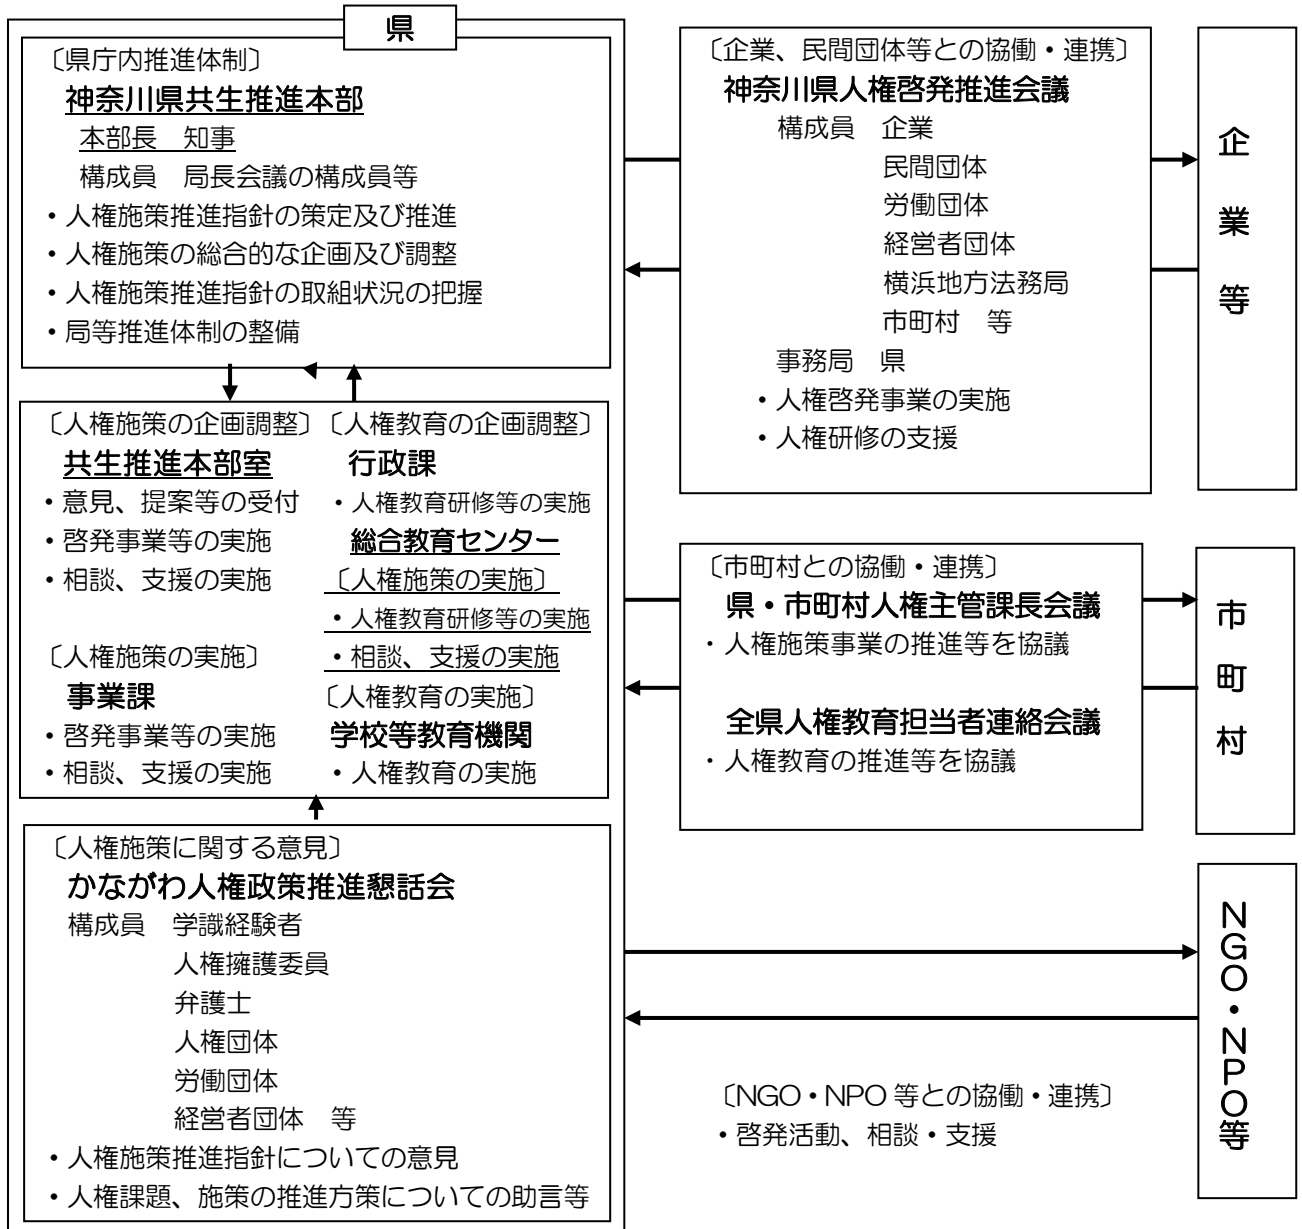 県
〔県庁内推進体制〕
神奈川県共生推進本部
本部長　知事
構成員　局長会議の構成員等
・人権施策推進指針の策定及び推進
・人権施策の総合的な企画及び調整
・人権施策推進指針の取組状況の把握
・局等推進体制の整備
〔人権施策の企画調整〕
共生推進本部室
・意見、提案等の受付
・啓発事業等の実施
・相談、支援の実施
〔人権施策の実施〕
事業課
・啓発事業等の実施
・相談、支援の実施
〔人権教育の企画調整〕
行政課
・人権教育研修等の実施
総合教育センター
〔人権施策の実施〕
・人権教育研修等の実施
・相談、支援の実施
〔人権教育の実施〕
学校等教育機関
・人権教育の実施
〔人権施策に関する意見〕
かながわ人権政策推進懇話会
構成員　学識経験者
人権擁護委員
弁護士
人権団体
労働団体
経営者団体　等
・人権施策推進指針についての意見
・人権課題、施策の推進方策についての助言等
〔企業、民間団体等との協働・連携〕
神奈川県人権啓発推進会議
構成員　企業
民間団体
労働団体
経営者団体
横浜地方法務局
市町村　等
事務局　県
・人権啓発事業の実施
・人権研修の支援
企業等
〔市町村との協働・連携〕
県・市町村人権主管課長会議
・人権施策事業の推進等を協議
全県人権教育担当者連絡会議
・人権教育の推進等を協議
市町村
〔NGO・NPO 等との協働・連携〕
・啓発活動、相談・支援
NGO・NPO等